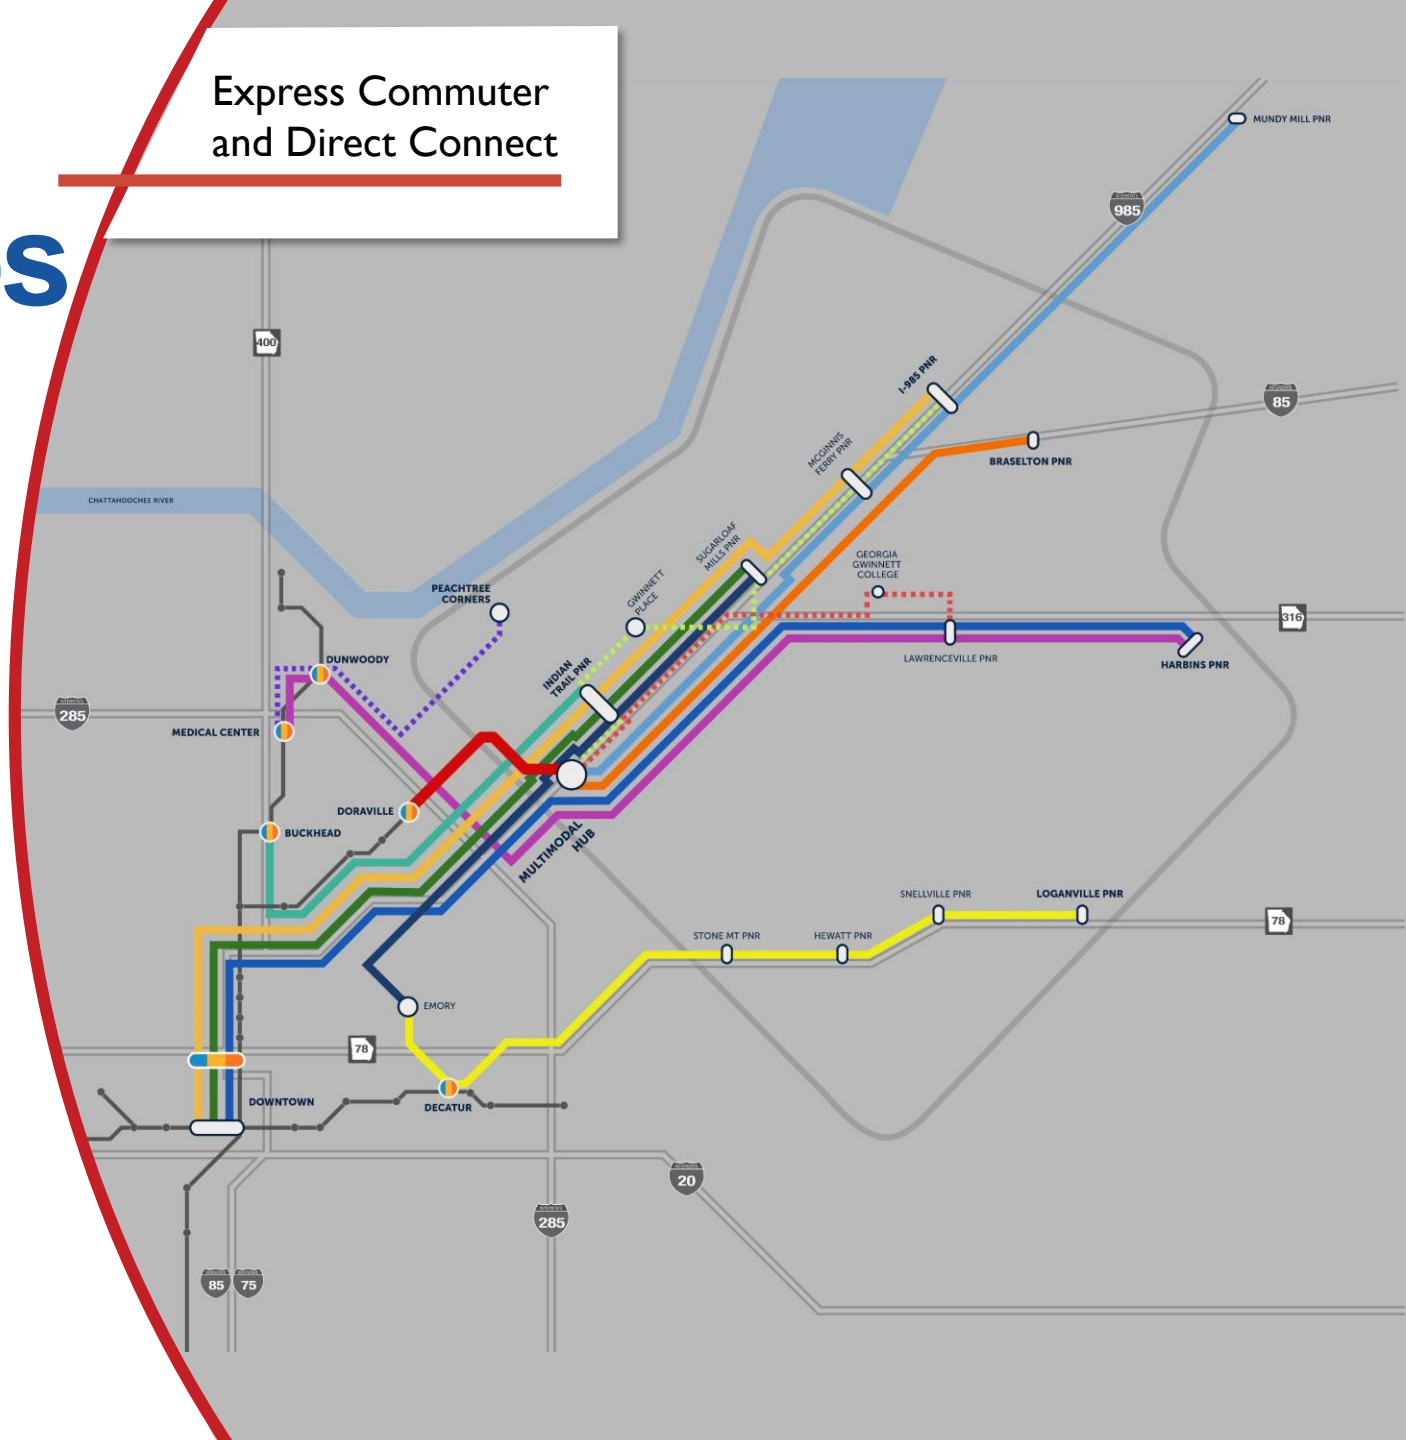 Express Commuter
and Direct Connect
s
MUNDY MILL PNR
985
400
I-985 PNR
85
MCGINNIS
FERRY PNR
BRASELTON PNR
CHATTAHOOCHEE RIVER
SUGARLOAF
MILLS PNR
GEORGIA
GWINNETT
COLLEGE
PEACHTREE
CORNERS
GWINNETT
PLACE
316
DUNWOODY
INDIAN
TRAIL PNR
LAWRENCEVILLE PNR
HARBINS PNR
285
MEDICAL CENTER
DORAVILLE
BUCKHEAD
MULTIMODAL
HUB
SNELLVILLE PNR
LOGANVILLE PNR
78
STONE MT PNR
HEWATT PNR
EMORY
78
DOWNTOWN
DECATUR
20
285
85
75